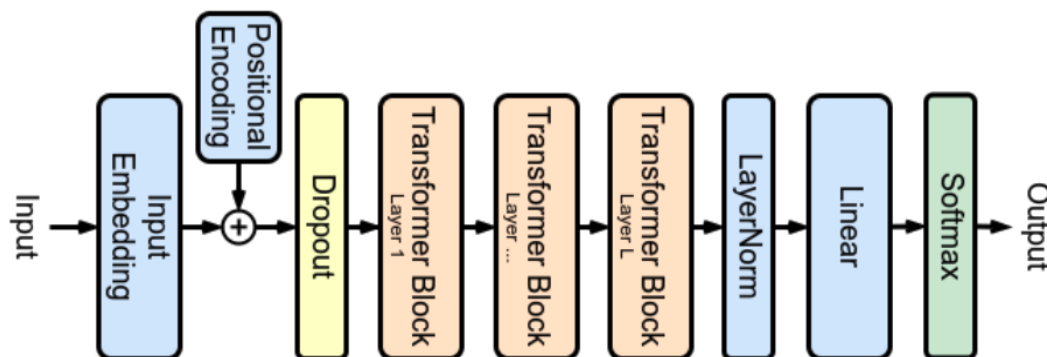 Input
Input
Embedding
Positional
Encoding
+
Dropout
Transformer Block
Layer 1
Transformer Block
Layer ...
Transformer Block
Layer L
LayerNorm
Linear
Softmax
Output